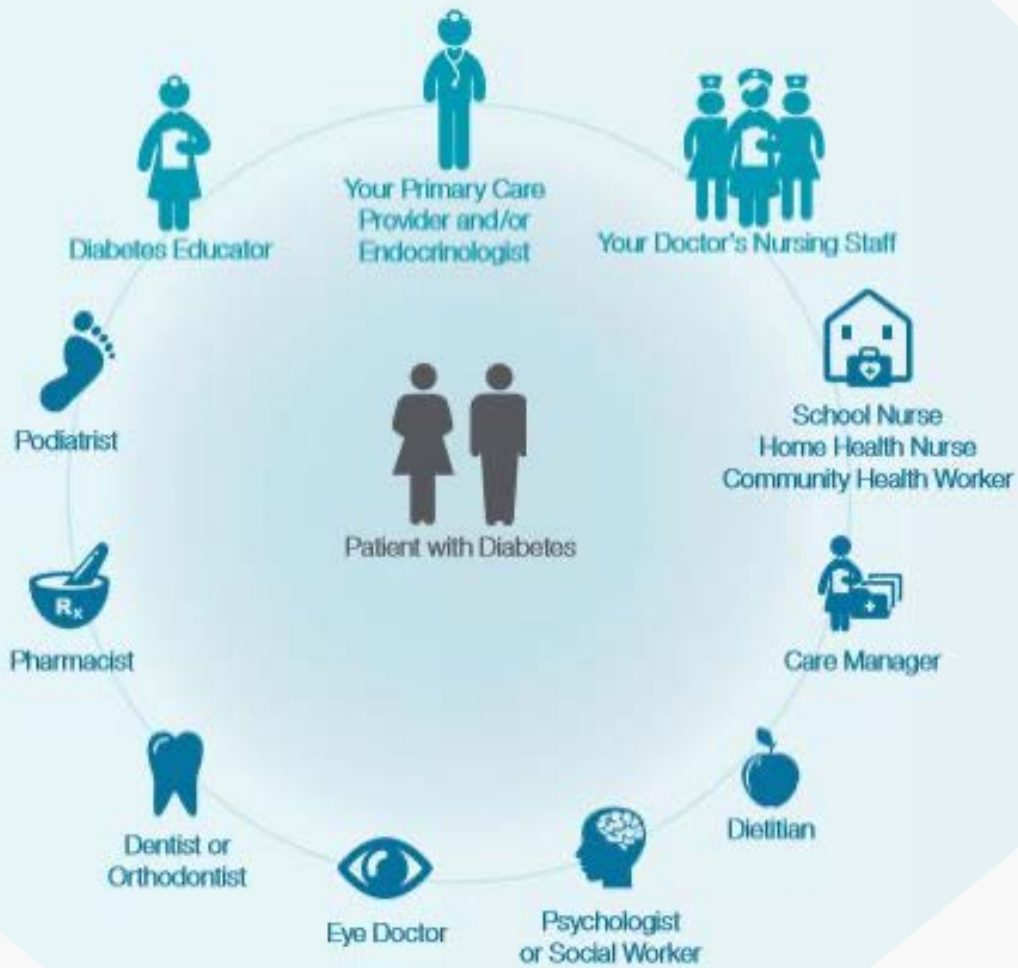 Your Primary Care
Provider and/or
Endocrinologist
Diabetes Educator
Your Doctor's Nursing Staff
Podiatrist
School Nurse
Home Health Nurse
Community Health Worker
Patient with Diabetes
Rx
Pharmacist
Care Manager
Dentist or
Orthodontist
Dietitian
Eye Doctor
Psychologist
or Social Worker